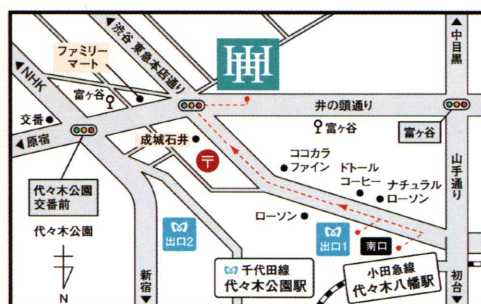 ◀渋谷 東急本店通り
▲中目黒
ファミリー
マート
HH
◀NHK
富ヶ谷
井の頭通り
交番
富ヶ谷
富ヶ谷
◀原宿
成城石井
〒
ココカラ
ファイン
ドトール
コーヒー
ナチュラル
ローソン
山手通り
代々木公園
交番前
代々木公園
ローソン
出口2
出口1
南口
千代田線
代々木公園駅
小田急線
代々木八幡駅
新宿▼
初台▼
N